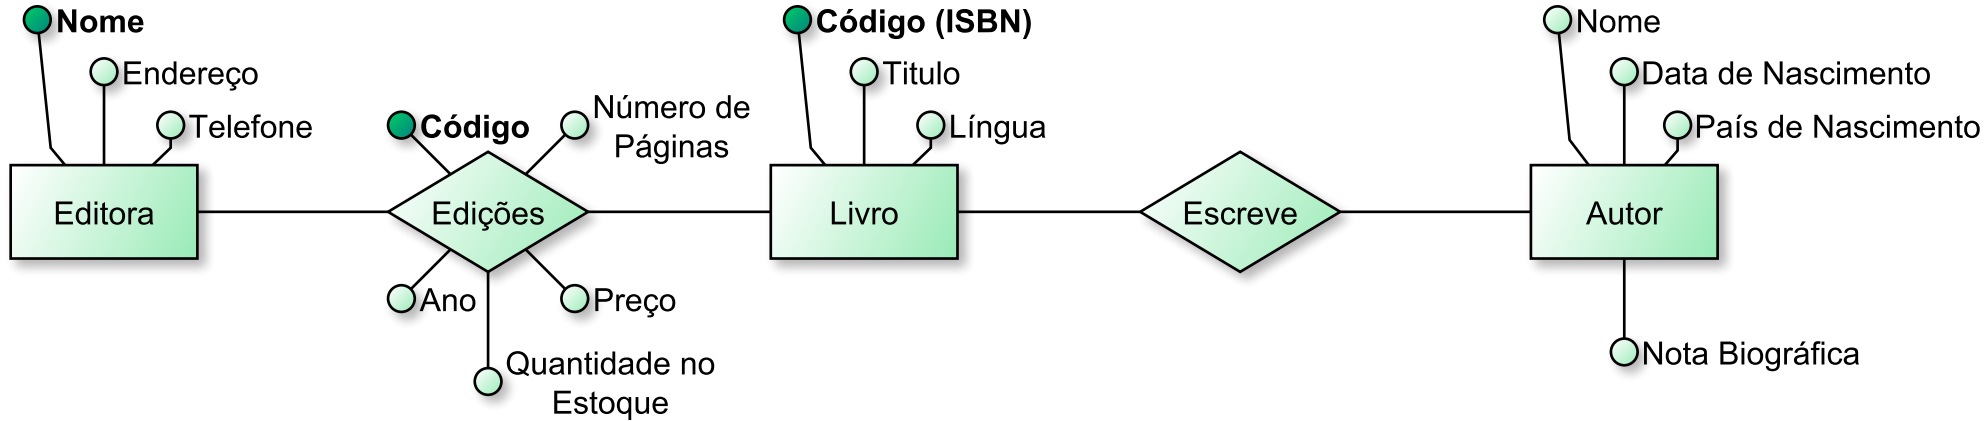 Nome
Endereço
Telefone
Editora
Código
Número de
Páginas
Edições
Ano
Preço
Quantidade no
Estoque
Código (ISBN)
Titulo
Língua
Livro
Escreve
Nome
Data de Nascimento
País de Nascimento
Autor
Nota Biográfica